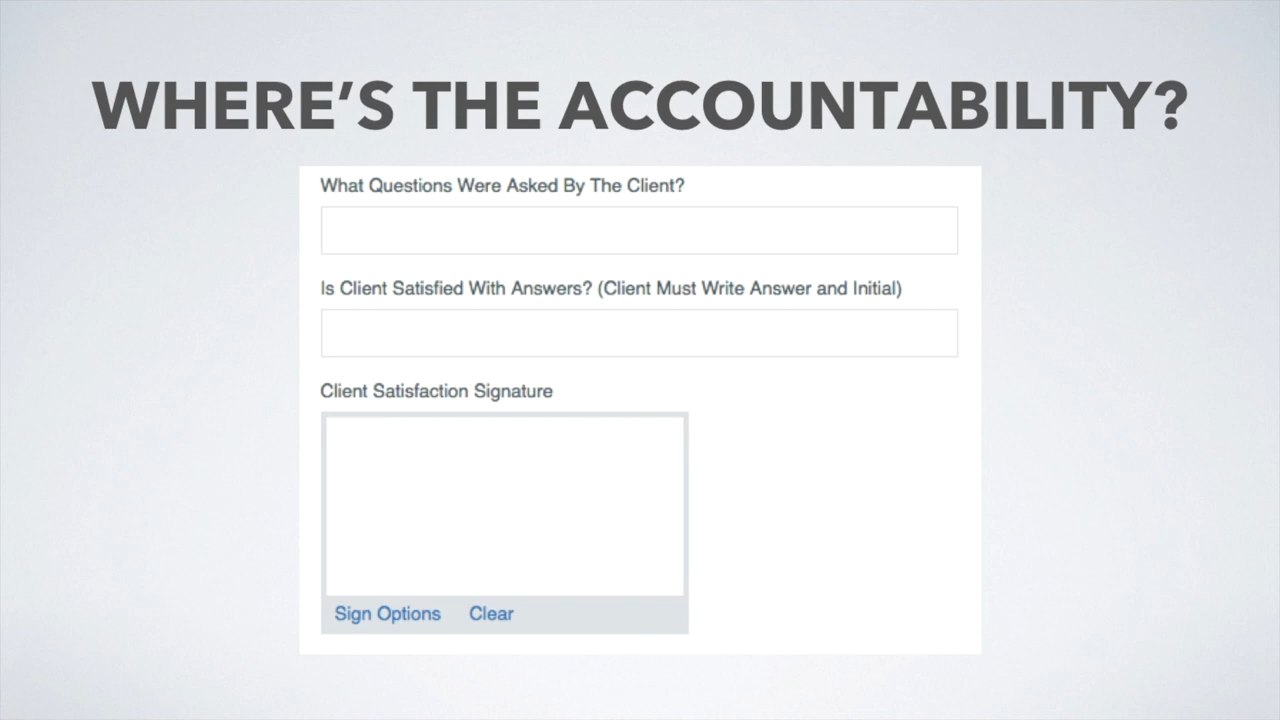 WHERE’S THE ACCOUNTABILITY?
What Questions Were Asked By The Client?
Is Client Satisfied With Answers? (Client Must Write Answer and Initial)
Client Satisfaction Signature
Sign Options Clear